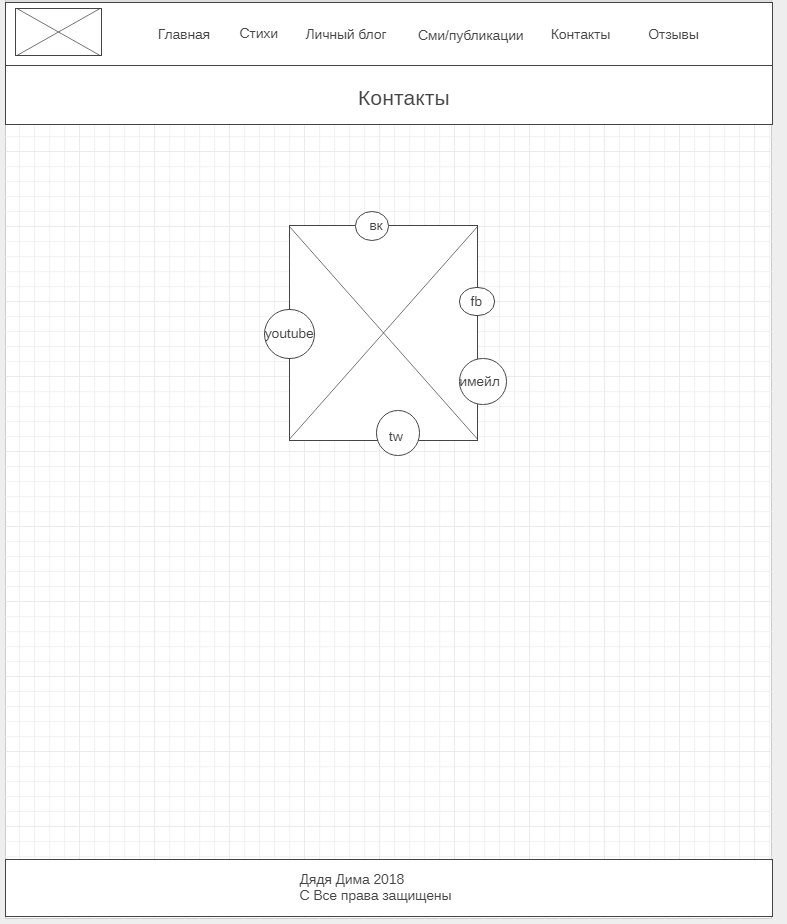 Главная Стихи Личный блог Сми/публикации Контакты Отзывы
Контакты
вк
fb
youtube
имейл
tw
Дядя Дима 2018
С Все права защищены